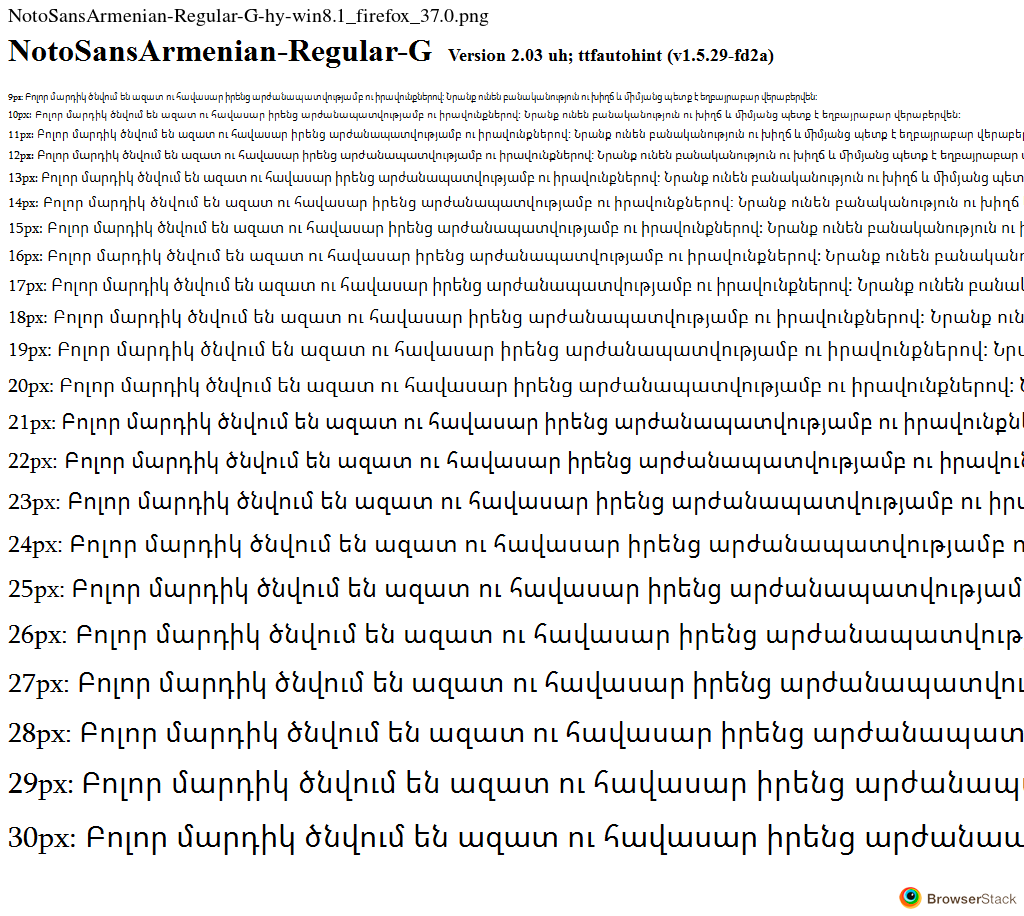 NotoSansArmenian-Regular-G-hy-win8.1_firefox_37.0.png
NotoSansArmenian-Regular-G Version 2.03 uh; ttfautohint (v1.5.29-fd2a)
9px: Բոլոր մարդիկ ծնվում են ազատ ու հավասար իրենց արժանապատվությամբ ու իրավունքներով: Նրանք ունեն բանականություն ու խիղճ և միմյանց պետք է եղբայրաբար վերաբերվեն:
10px: Բոլոր մարդիկ ծնվում են ազատ ու հավասար իրենց արժանապատվությամբ ու իրավունքներով: Նրանք ունեն բանականություն ու խիղճ և միմյանց պետք է եղբայրաբար վերաբերվեն:
11px: Բոլոր մարդիկ ծնվում են ազատ ու հավասար իրենց արժանապատվությամբ ու իրավունքներով: Նրանք ունեն բանականություն ու խիղճ և միմյանց պետք է եղբայրաբար վերաբեր
12px: Բոլոր մարդիկ ծնվում են ազատ ու հավասար իրենց արժանապատվությամբ ու իրավունքներով: Նրանք ունեն բանականություն ու խիղճ և միմյանց պետք է եղբայրաբար
13px: Բոլոր մարդիկ ծնվում են ազատ ու հավասար իրենց արժանապատվությամբ ու իրավունքներով: Նրանք ունեն բանականություն ու խիղճ և միմյանց պետ
14px: Բոլոր մարդիկ ծնվում են ազատ ու հավասար իրենց արժանապատվությամբ ու իրավունքներով: Նրանք ունեն բանականություն ու խիղճ
15px: Բոլոր մարդիկ ծնվում են ազատ ու հավասար իրենց արժանապատվությամբ ու իրավունքներով: Նրանք ունեն բանականություն ու
16px: Բոլոր մարդիկ ծնվում են ազատ ու հավասար իրենց արժանապատվությամբ ու իրավունքներով: Նրանք ունեն բանական
17px: Բոլոր մարդիկ ծնվում են ազատ ու հավասար իրենց արժանապատվությամբ ու իրավունքներով: Նրանք ունեն բանակ
18px: Բոլոր մարդիկ ծնվում են ազատ ու հավասար իրենց արժանապատվությամբ ու իրավունքներով: Նրանք ուն
19px: Բոլոր մարդիկ ծնվում են ազատ ու հավասար իրենց արժանապատվությամբ ու իրավունքներով: Նրա
20px: Բոլոր մարդիկ ծնվում են ազատ ու հավասար իրենց արժանապատվությամբ ու իրավունքներով:
21px: Բոլոր մարդիկ ծնվում են ազատ ու հավասար իրենց արժանապատվությամբ ու իրավունքն
22px: Բոլոր մարդիկ ծնվում են ազատ ու հավասար իրենց արժանապատվությամբ ու իրավուն
23px: Բոլոր մարդիկ ծնվում են ազատ ու հավասար իրենց արժանապատվությամբ ու իրա
24px: Բոլոր մարդիկ ծնվում են ազատ ու հավասար իրենց արժանապատվությամբ ո
25px: Բոլոր մարդիկ ծնվում են ազատ ու հավասար իրենց արժանապատվությամ
26px: Բոլոր մարդիկ ծնվում են ազատ ու հավասար իրենց արժանապատվութ
27px: Բոլոր մարդիկ ծնվում են ազատ ու հավասար իրենց արժանապատվու
28px: Բոլոր մարդիկ ծնվում են ազատ ու հավասար իրենց արժանապատ
29px: Բոլոր մարդիկ ծնվում են ազատ ու հավասար իրենց արժանապ
30px: Բոլոր մարդիկ ծնվում են ազատ ու հավասար իրենց արժանա
BrowserStack